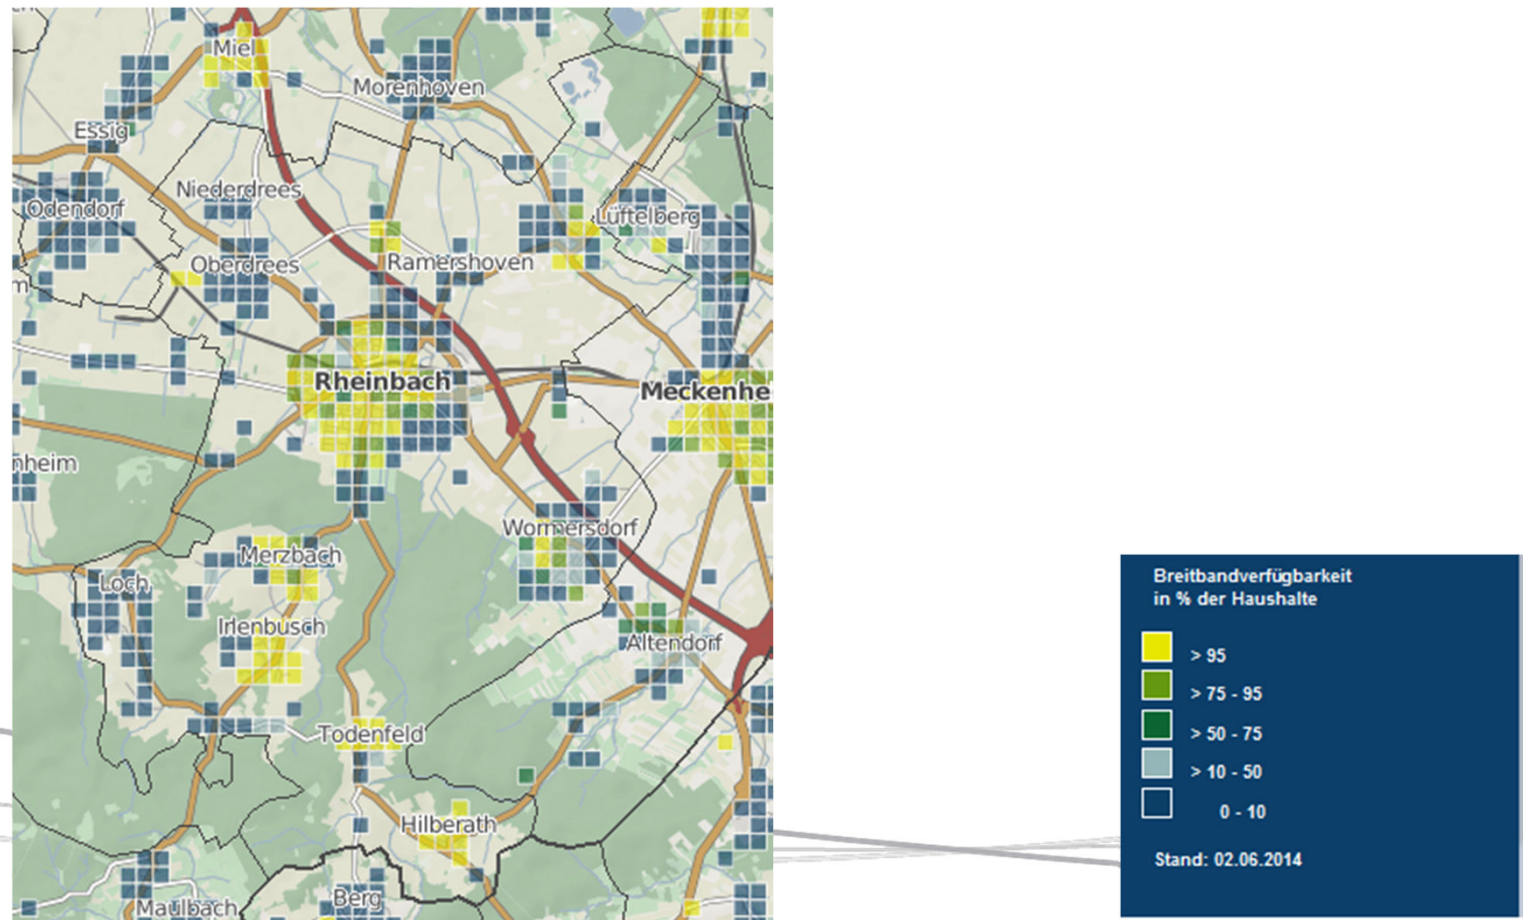 Miel
Morenhoven
Essig
Niederdrees
Odendorf
Lüftelberg
Oberdrees
Ramershoven
m
Rheinbach
Meckenhe
nheim
Wormersdorf
Merzbach
Loch
Irlenbusch
Altendorf
Todenfeld
Hilberath
Berg
Maulbach
Breitbandverfügbarkeit
in % der Haushalte
> 95
> 75 - 95
> 50 - 75
> 10 - 50
0 - 10
Stand: 02.06.2014